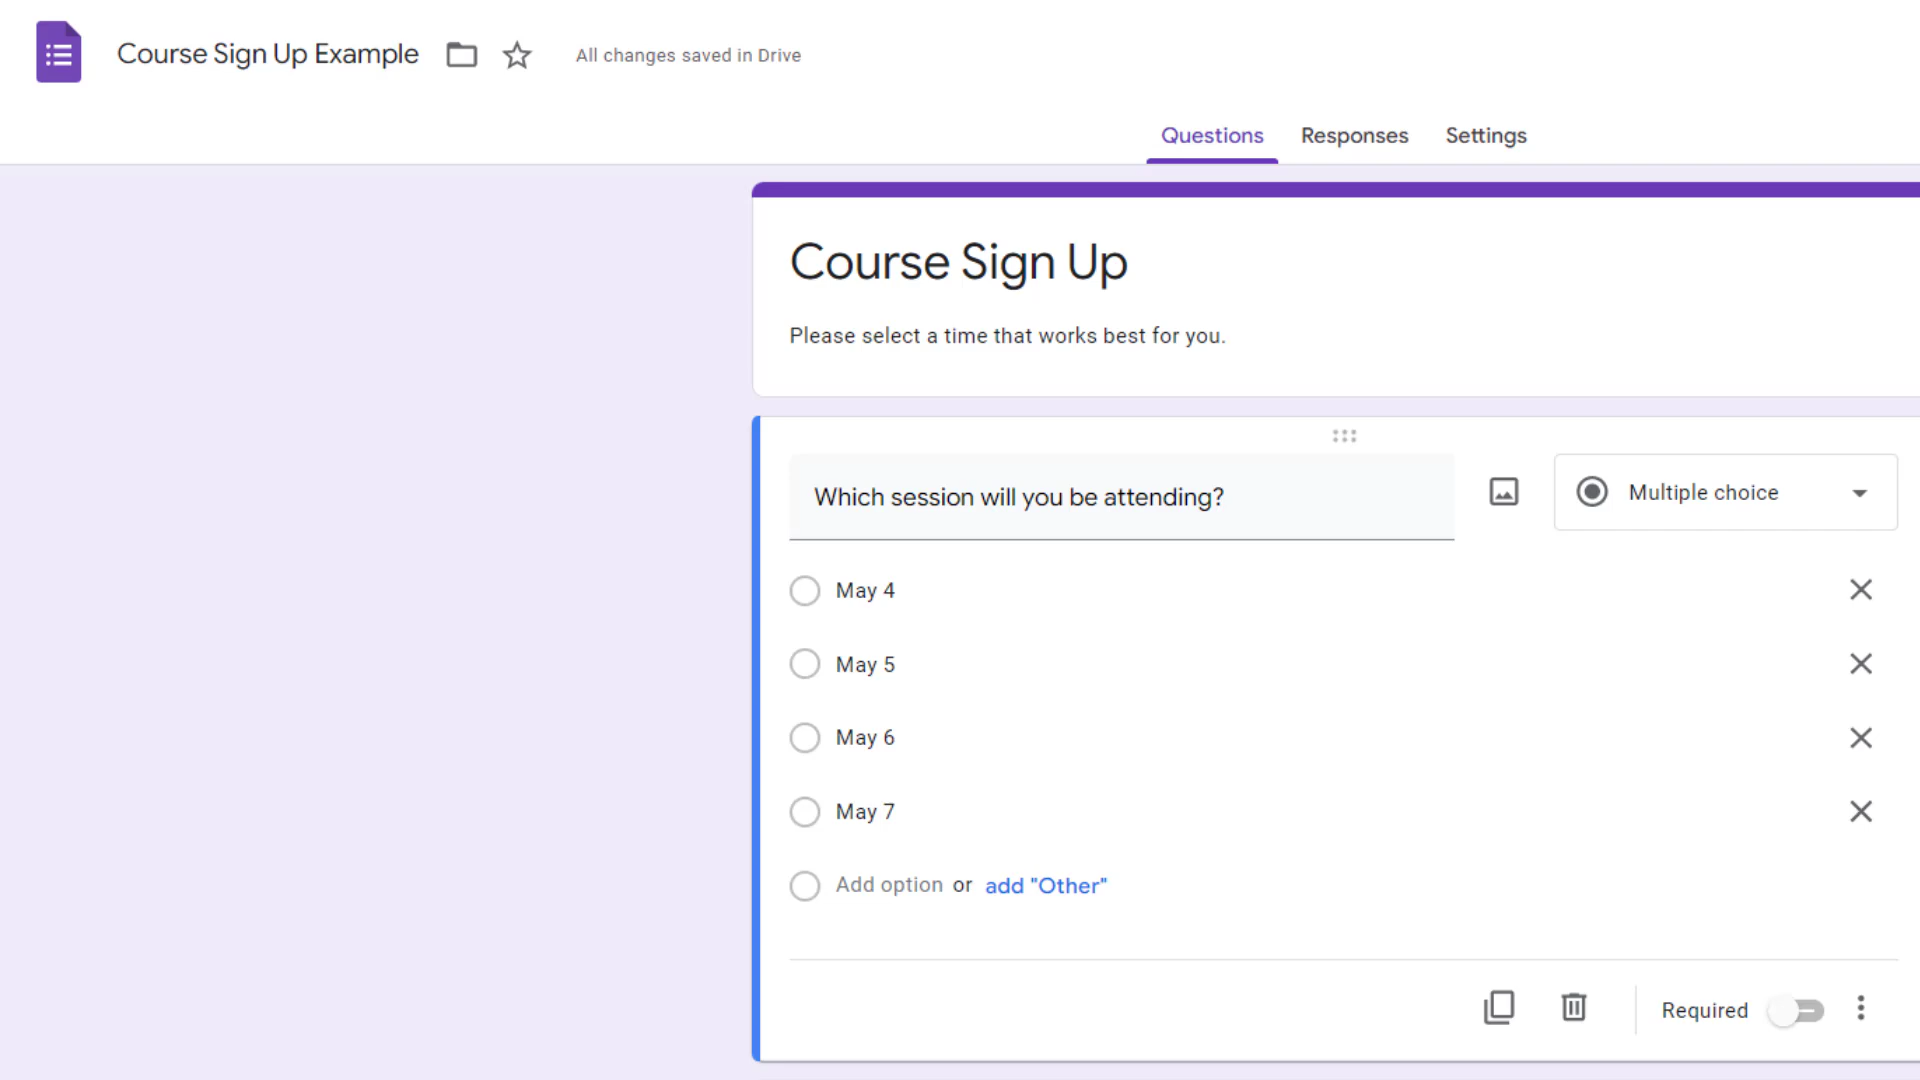 Course Sign Up Example All changes saved in Drive
Questions Responses Settings
Course Sign Up
Please select a time that works best for you.
Which session will you be attending? Multiple choice
May 4
May 5
May 6
May 7
Add option or add "Other"
Required